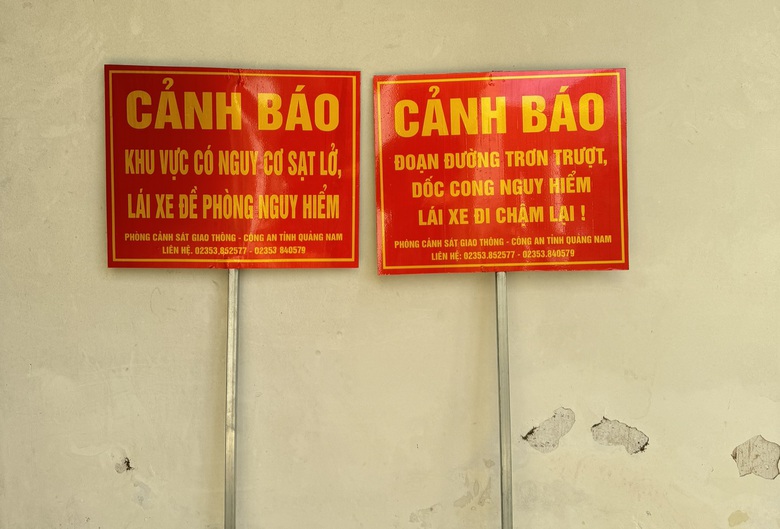 CẢNH BÁO
KHU VỰC CÓ NGUY CƠ SẠT LỞ,
LÁI XE ĐỀ PHÒNG NGUY HIỂM
PHÒNG CẢNH SÁT GIAO THÔNG - CÔNG AN TỈNH QUẢNG NAM
LIÊN HỆ. 02353.852577 - 02353 840579
CẢNH BÁO
ĐOẠN ĐƯỜNG TRƠN TRƯỢT,
DỐC CONG NGUY HIỂM
LÁI XE ĐI CHẬM LẠI !
PHÒNG CẢNH SÁT GIAO THÔNG - CÔNG AN TỈNH QUẢNG NAM
LIÊN HỆ: 02353.852577 - 02353.840579